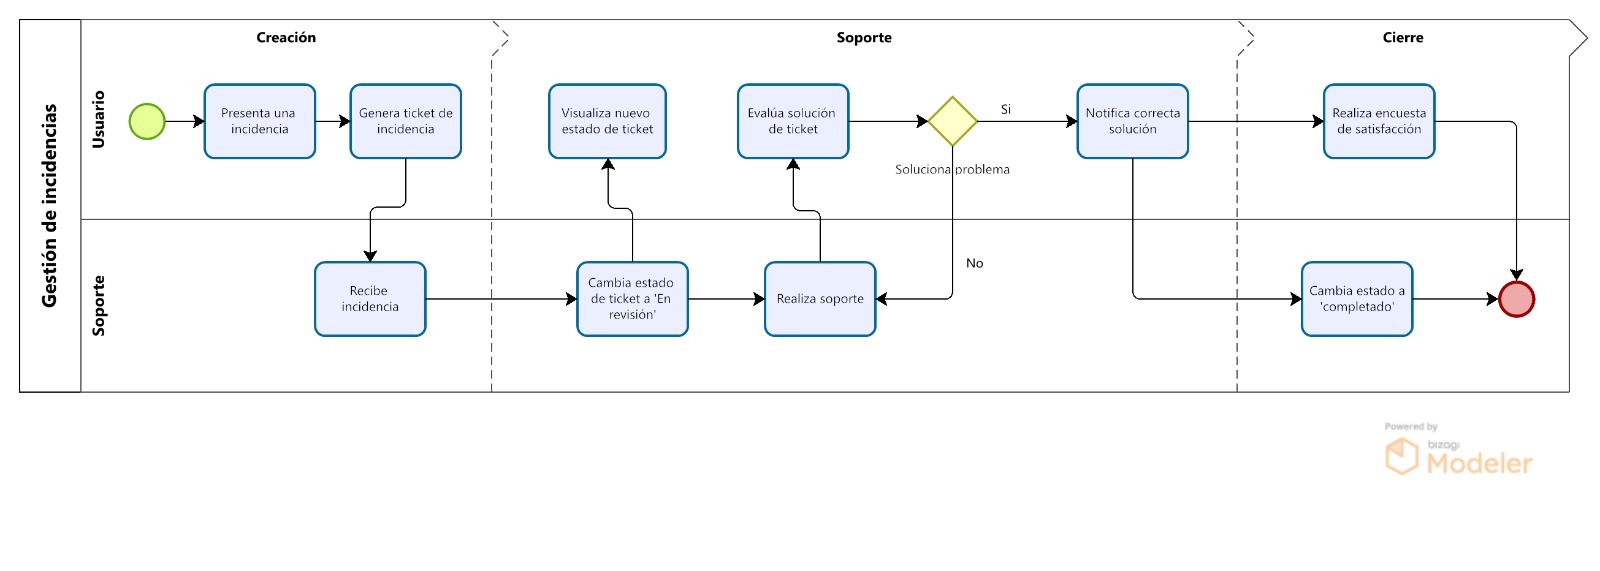 Gestión de incidencias
Creación
Soporte
Cierre
Usuario
Presenta una
incidencia
Genera ticket de
incidencia
Visualiza nuevo
estado de ticket
Evalúa solución
de ticket
Si
Soluciona problema
No
Notifica correcta
solución
Realiza encuesta
de satisfacción
Soporte
Recibe
incidencia
Cambia estado
de ticket a 'En
revisión'
Realiza soporte
Cambia estado a
'completado'
Powered by
bizagi
Modeler